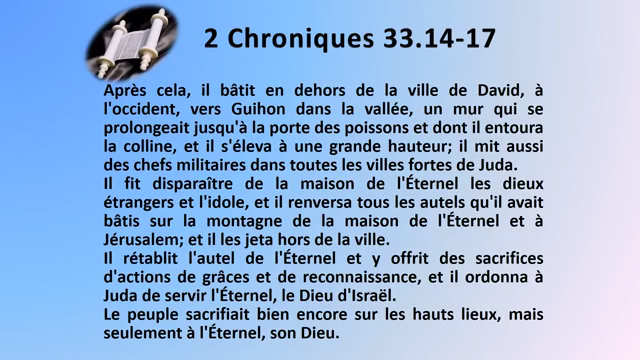 2 Chroniques 33.14-17
Après cela, il bâtit en dehors de la ville de David, à
l'occident, vers Guihon dans la vallée, un mur qui se
prolongeait jusqu'à la porte des poissons et dont il entoura
la colline, et il s'éleva à une grande hauteur; il mit aussi
des chefs militaires dans toutes les villes fortes de Juda.
Il fit disparaître de la maison de l'Éternel les dieux
étrangers et l'idole, et il renversa tous les autels qu'il avait
bâtis sur la montagne de la maison de l'Éternel et à
Jérusalem; et il les jeta hors de la ville.
Il rétablit l'autel de l'Éternel et y offrit des sacrifices
d'actions de grâces et de reconnaissance, et il ordonna à
Juda de servir l'Éternel, le Dieu d'Israël.
Le peuple sacrifiait bien encore sur les hauts lieux, mais
seulement à l'Éternel, son Dieu.